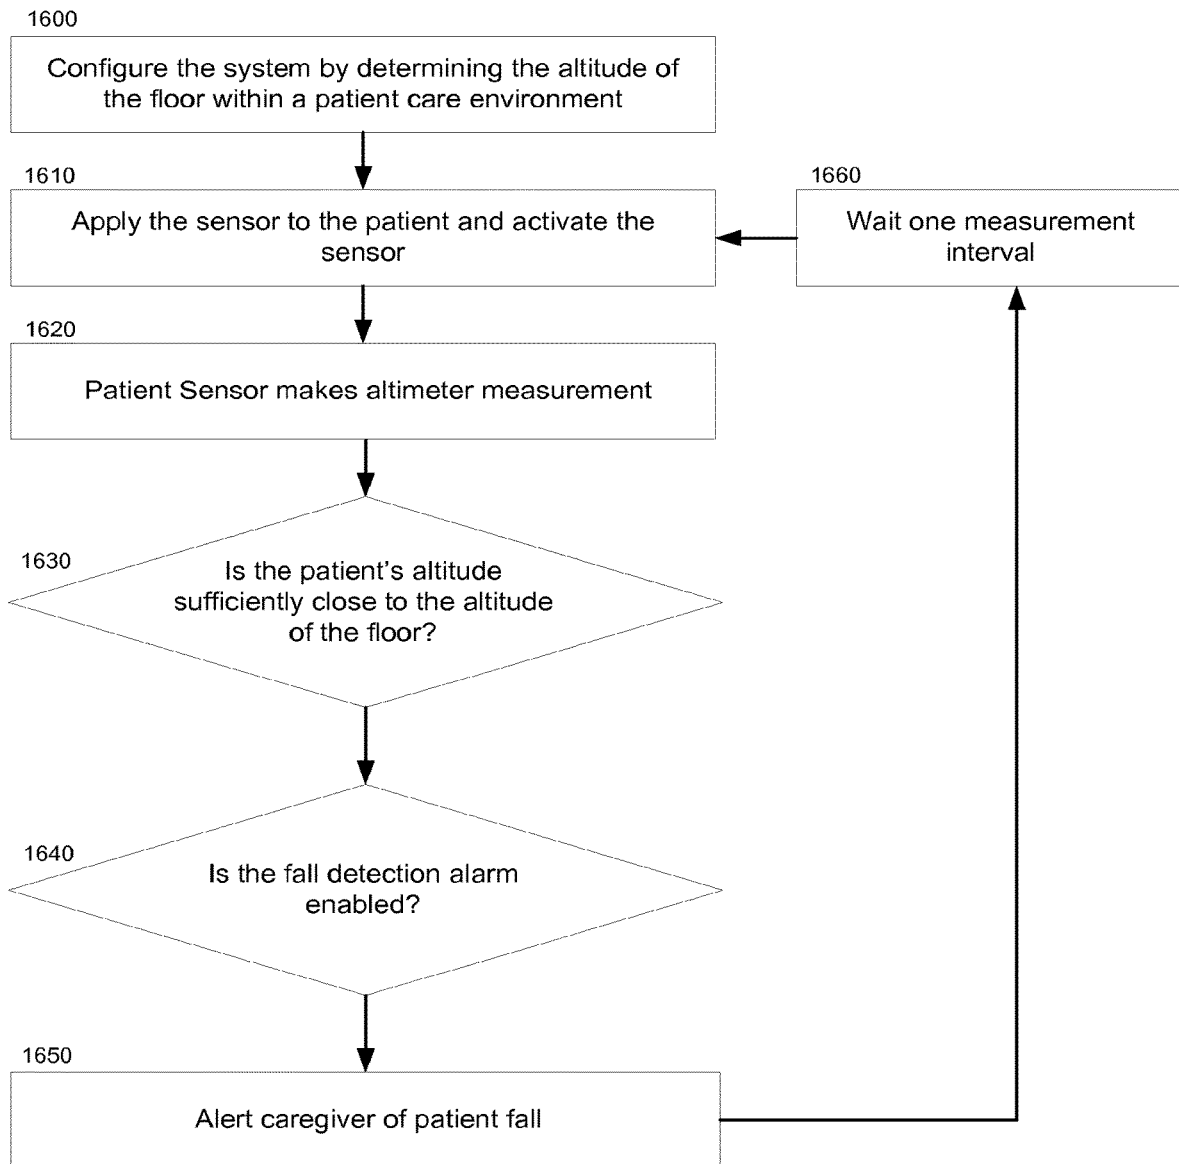 1600
Configure the system by determining the altitude of
the floor within a patient care environment
1610
Apply the sensor to the patient and activate the
sensor
1660
Wait one measurement
interval
1620
Patient Sensor makes altimeter measurement
1630
Is the patient's altitude
sufficiently close to the altitude
of the floor?
1640
Is the fall detection alarm
enabled?
1650
Alert caregiver of patient fall